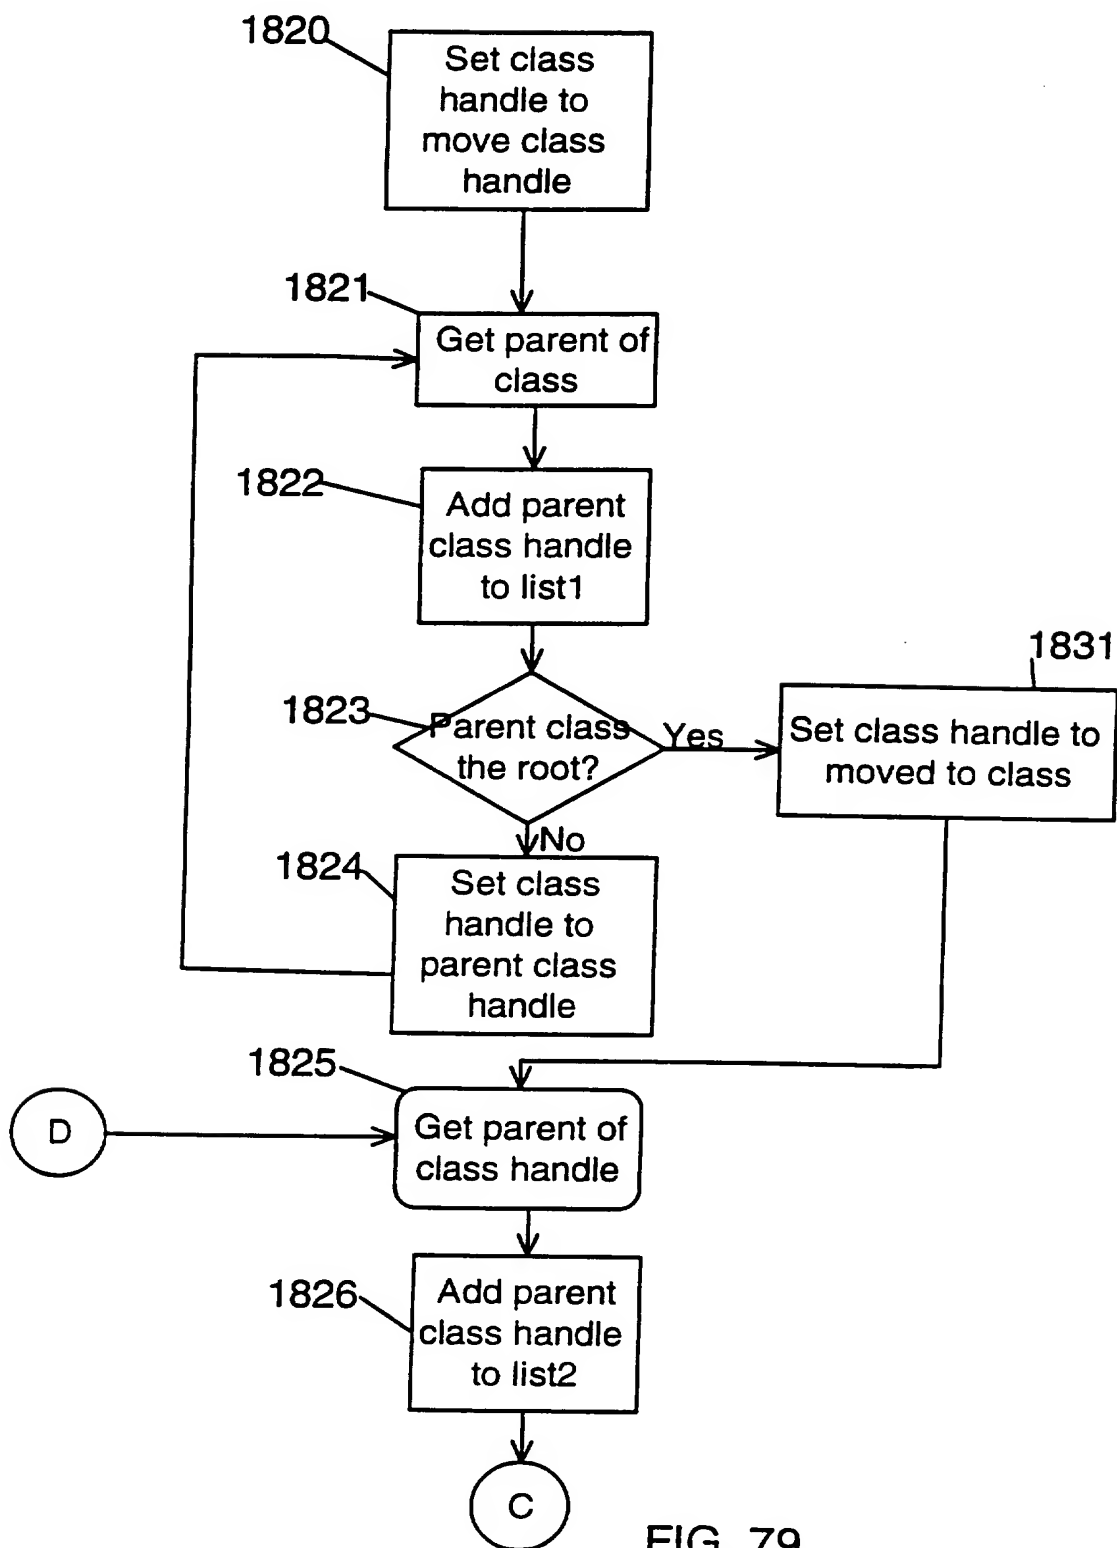 1820
Set class
handle to
move class
handle
1821
Get parent of
class
1822
Add parent
class handle
to list1
1823
Parent class
the root?
Yes
1831
Set class handle to
moved to class
No
1824
Set class
handle to
parent class
handle
1825
D
Get parent of
class handle
1826
Add parent
class handle
to list2
C
FIG. 79